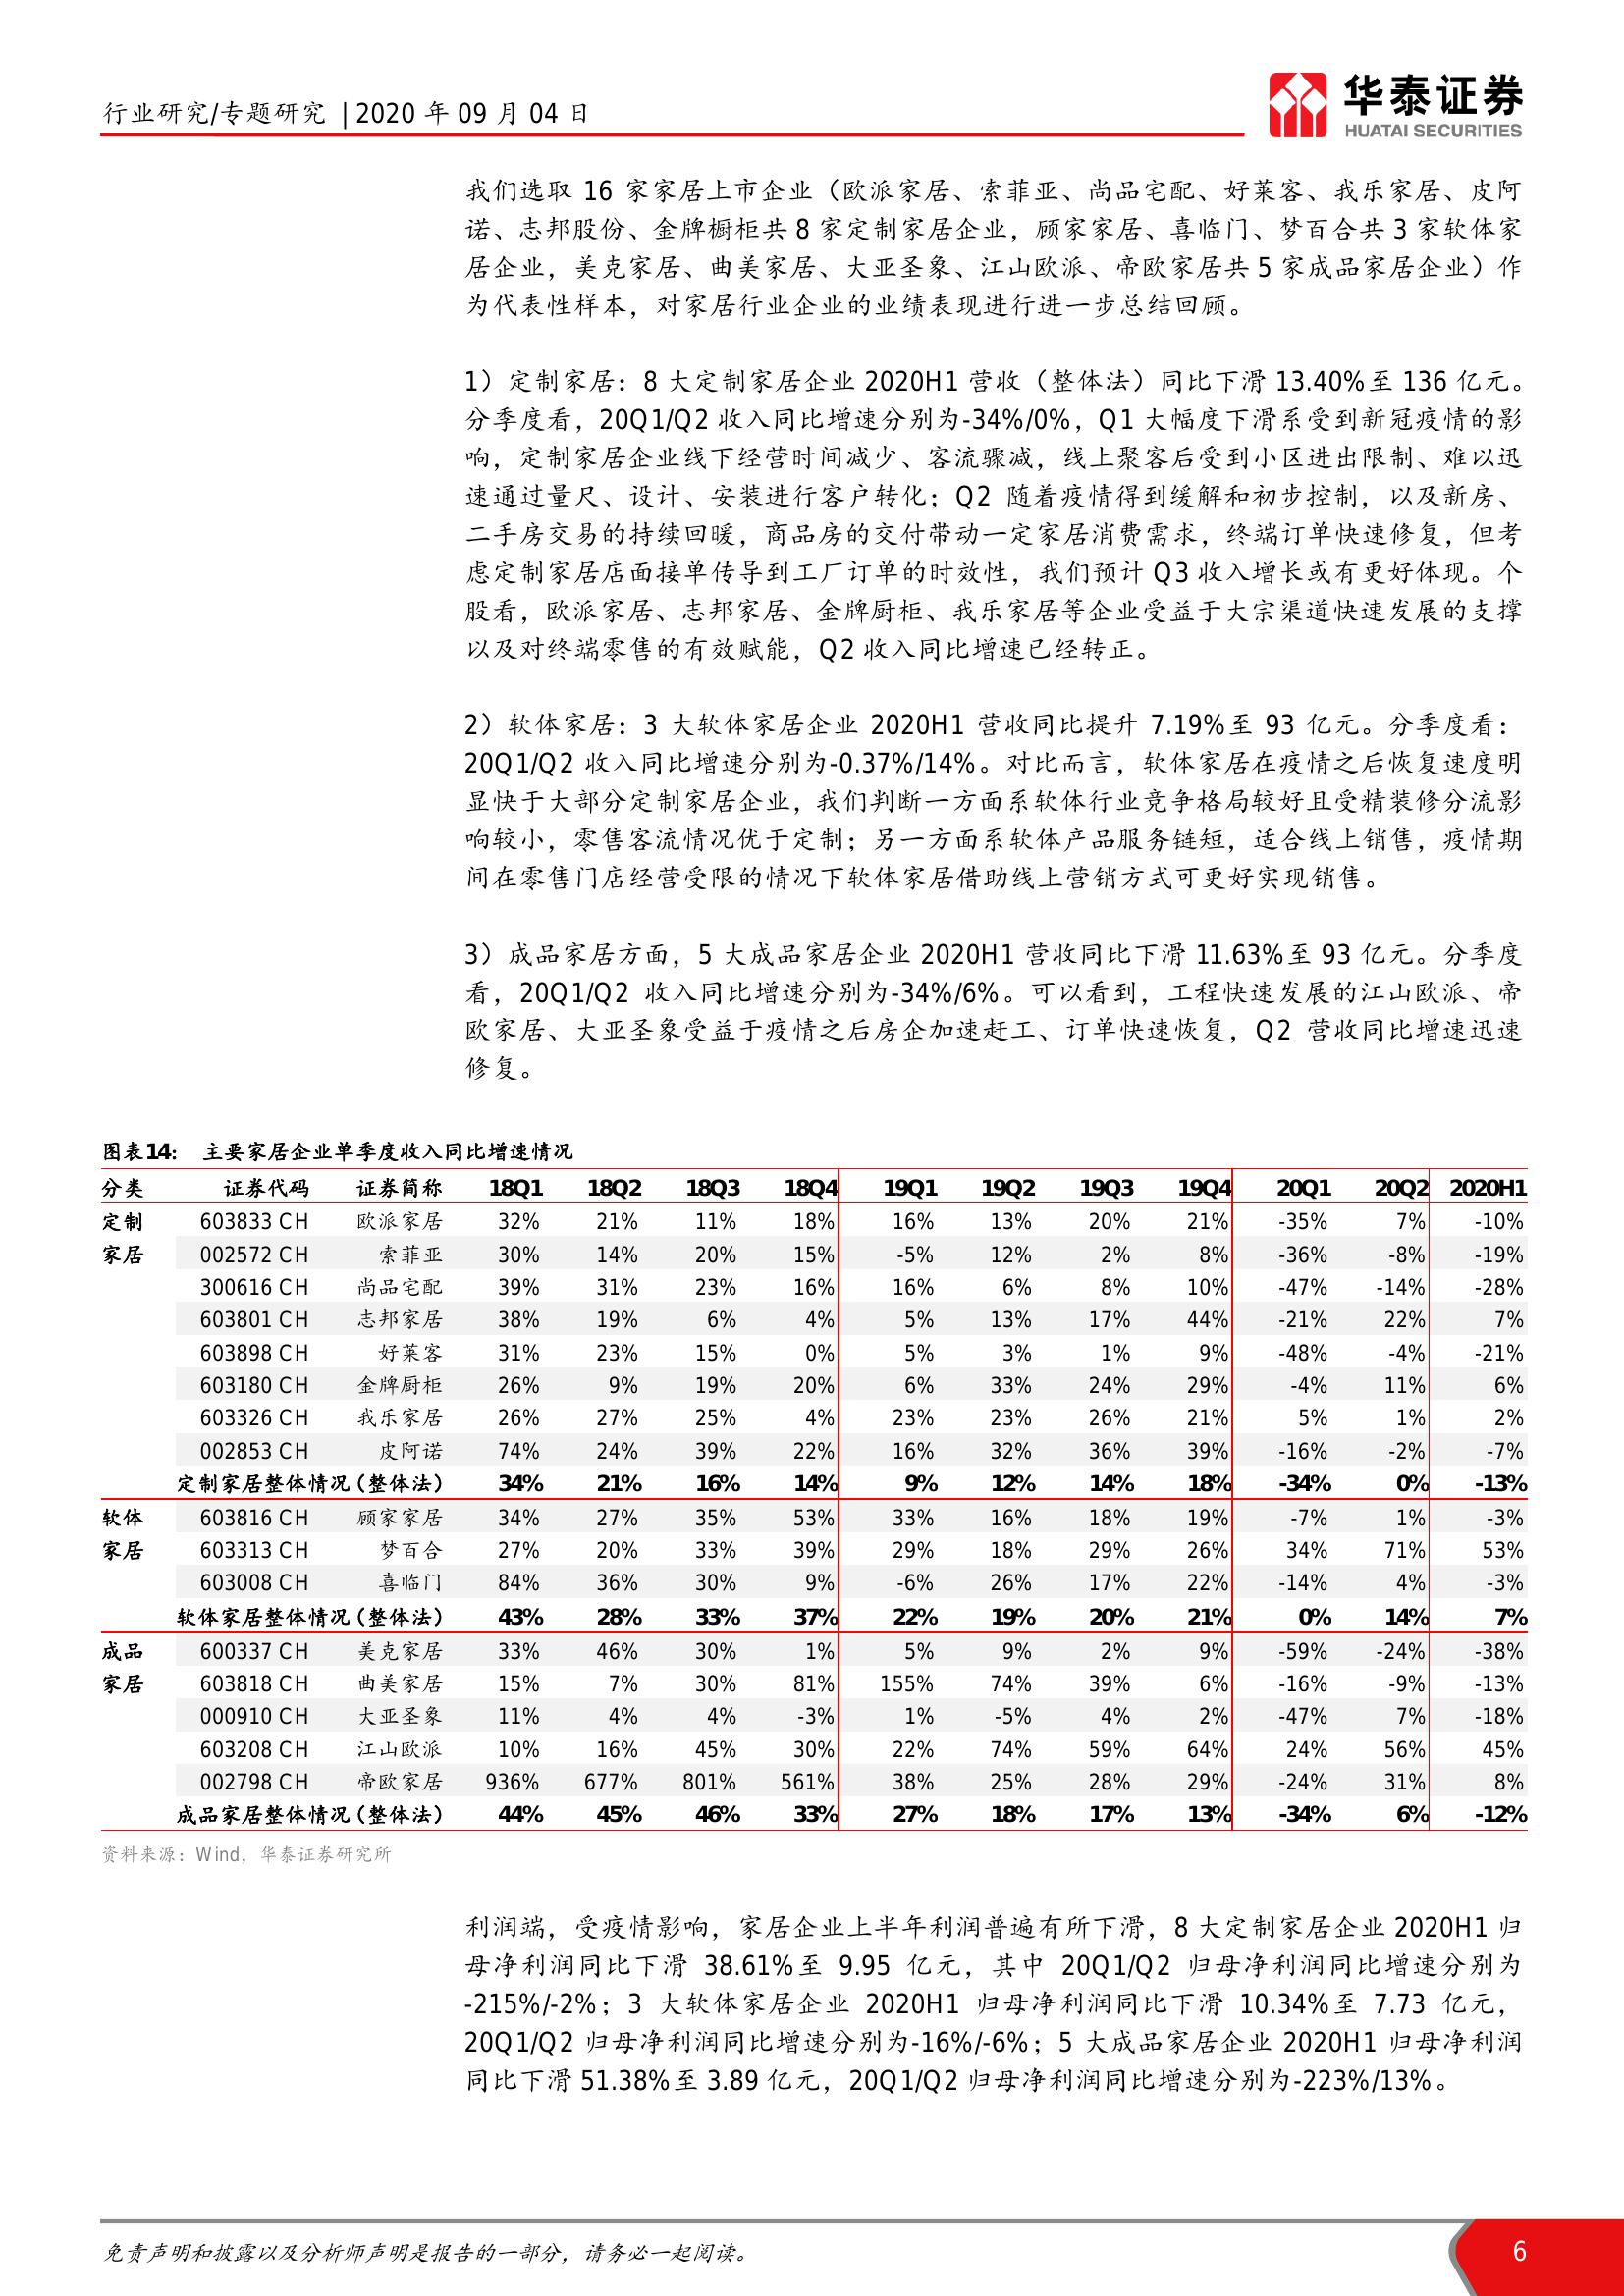 行业研究/专题研究 | 2020 年 09 月 04 日
华泰证券
HUATAI SECURITIES
我们选取 16 家家居上市企业（欧派家居、索菲亚、尚品宅配、好莱客、我乐家居、皮阿
诺、志邦股份、金牌橱柜共 8 家定制家居企业，顾家家居、喜临门、梦百合共 3 家软体家
居企业，美克家居、曲美家居、大亚圣象、江山欧派、帝欧家居共 5 家成品家居企业）作
为代表性样本，对家居行业企业的业绩表现进行进一步总结回顾。
1）定制家居：8 大定制家居企业 2020H1 营收（整体法）同比下滑 13.40%至 136 亿元。
分季度看，20Q1/Q2 收入同比增速分别为-34%/0%，Q1 大幅度下滑系受到新冠疫情的影
响，定制家居企业线下经营时间减少、客流骤减，线上聚客后受到小区进出限制、难以迅
速通过量尺、设计、安装进行客户转化；Q2 随着疫情得到缓解和初步控制，以及新房、
二手房交易的持续回暖，商品房的交付带动一定家居消费需求，终端订单快速修复，但考
虑定制家居店面接单传导到工厂订单的时效性，我们预计 Q3 收入增长或有更好体现。个
股看，欧派家居、志邦家居、金牌厨柜、我乐家居等企业受益于大宗渠道快速发展的支撑
以及对终端零售的有效赋能，Q2 收入同比增速已经转正。
2）软体家居：3 大软体家居企业 2020H1 营收同比提升 7.19%至 93 亿元。分季度看：
20Q1/Q2 收入同比增速分别为-0.37%/14%。对比而言，软体家居在疫情之后恢复速度明
显快于大部分定制家居企业，我们判断一方面系软体行业竞争格局较好且受精装修分流影
响较小，零售客流情况优于定制；另一方面系软体产品服务链短，适合线上销售，疫情期
间在零售门店经营受限的情况下软体家居借助线上营销方式可更好实现销售。
3）成品家居方面，5 大成品家居企业 2020H1 营收同比下滑 11.63%至 93 亿元。分季度
看，20Q1/Q2 收入同比增速分别为-34%/6%。可以看到，工程快速发展的江山欧派、帝
欧家居、大亚圣象受益于疫情之后房企加速赶工、订单快速恢复，Q2 营收同比增速迅速
修复。
图表14： 主要家居企业单季度收入同比增速情况
分类 证券代码 证券简称 18Q1 18Q2 18Q3 18Q4 19Q1 19Q2 19Q3 19Q4 20Q1 20Q2 2020H1
定制 603833 CH 欧派家居 32% 21% 11% 18% 16% 13% 20% 21% -35% 7% -10%
家居 002572 CH 索菲亚 30% 14% 20% 15% -5% 12% 2% 8% -36% -8% -19%
300616 CH 尚品宅配 39% 31% 23% 16% 16% 6% 8% 10% -47% -14% -28%
603801 CH 志邦家居 38% 19% 6% 4% 5% 13% 17% 44% -21% 22% 7%
603898 CH 好莱客 31% 23% 15% 0% 5% 3% 1% 9% -48% -4% -21%
603180 CH 金牌厨柜 26% 9% 19% 20% 6% 33% 24% 29% -4% 11% 6%
603326 CH 我乐家居 26% 27% 25% 4% 23% 23% 26% 21% 5% 1% 2%
002853 CH 皮阿诺 74% 24% 39% 22% 16% 32% 36% 39% -16% -2% -7%
定制家居整体情况（整体法） 34% 21% 16% 14% 9% 12% 14% 18% -34% 0% -13%
软体 603816 CH 顾家家居 34% 27% 35% 53% 33% 16% 18% 19% -7% 1% -3%
家居 603313 CH 梦百合 27% 20% 33% 39% 29% 18% 29% 26% 34% 71% 53%
603008 CH 喜临门 84% 36% 30% 9% -6% 26% 17% 22% -14% 4% -3%
软体家居整体情况（整体法） 43% 28% 33% 37% 22% 19% 20% 21% 0% 14% 7%
成品 600337 CH 美克家居 33% 46% 30% 1% 5% 9% 2% 9% -59% -24% -38%
家居 603818 CH 曲美家居 15% 7% 30% 81% 155% 74% 39% 6% -16% -9% -13%
000910 CH 大亚圣象 11% 4% 4% -3% 1% -5% 4% 2% -47% 7% -18%
603208 CH 江山欧派 10% 16% 45% 30% 22% 74% 59% 64% 24% 56% 45%
002798 CH 帝欧家居 936% 677% 801% 561% 38% 25% 28% 29% -24% 31% 8%
成品家居整体情况（整体法） 44% 45% 46% 33% 27% 18% 17% 13% -34% 6% -12%
资料来源：Wind，华泰证券研究所
利润端，受疫情影响，家居企业上半年利润普遍有所下滑，8 大定制家居企业 2020H1 归
母净利润同比下滑 38.61%至 9.95 亿元，其中 20Q1/Q2 归母净利润同比增速分别为
-215%/-2%；3 大软体家居企业 2020H1 归母净利润同比下滑 10.34%至 7.73 亿元，
20Q1/Q2 归母净利润同比增速分别为-16%/-6%；5 大成品家居企业 2020H1 归母净利润
同比下滑 51.38%至 3.89 亿元，20Q1/Q2 归母净利润同比增速分别为-223%/13%。
免责声明和披露以及分析师声明是报告的一部分，请务必一起阅读。
6